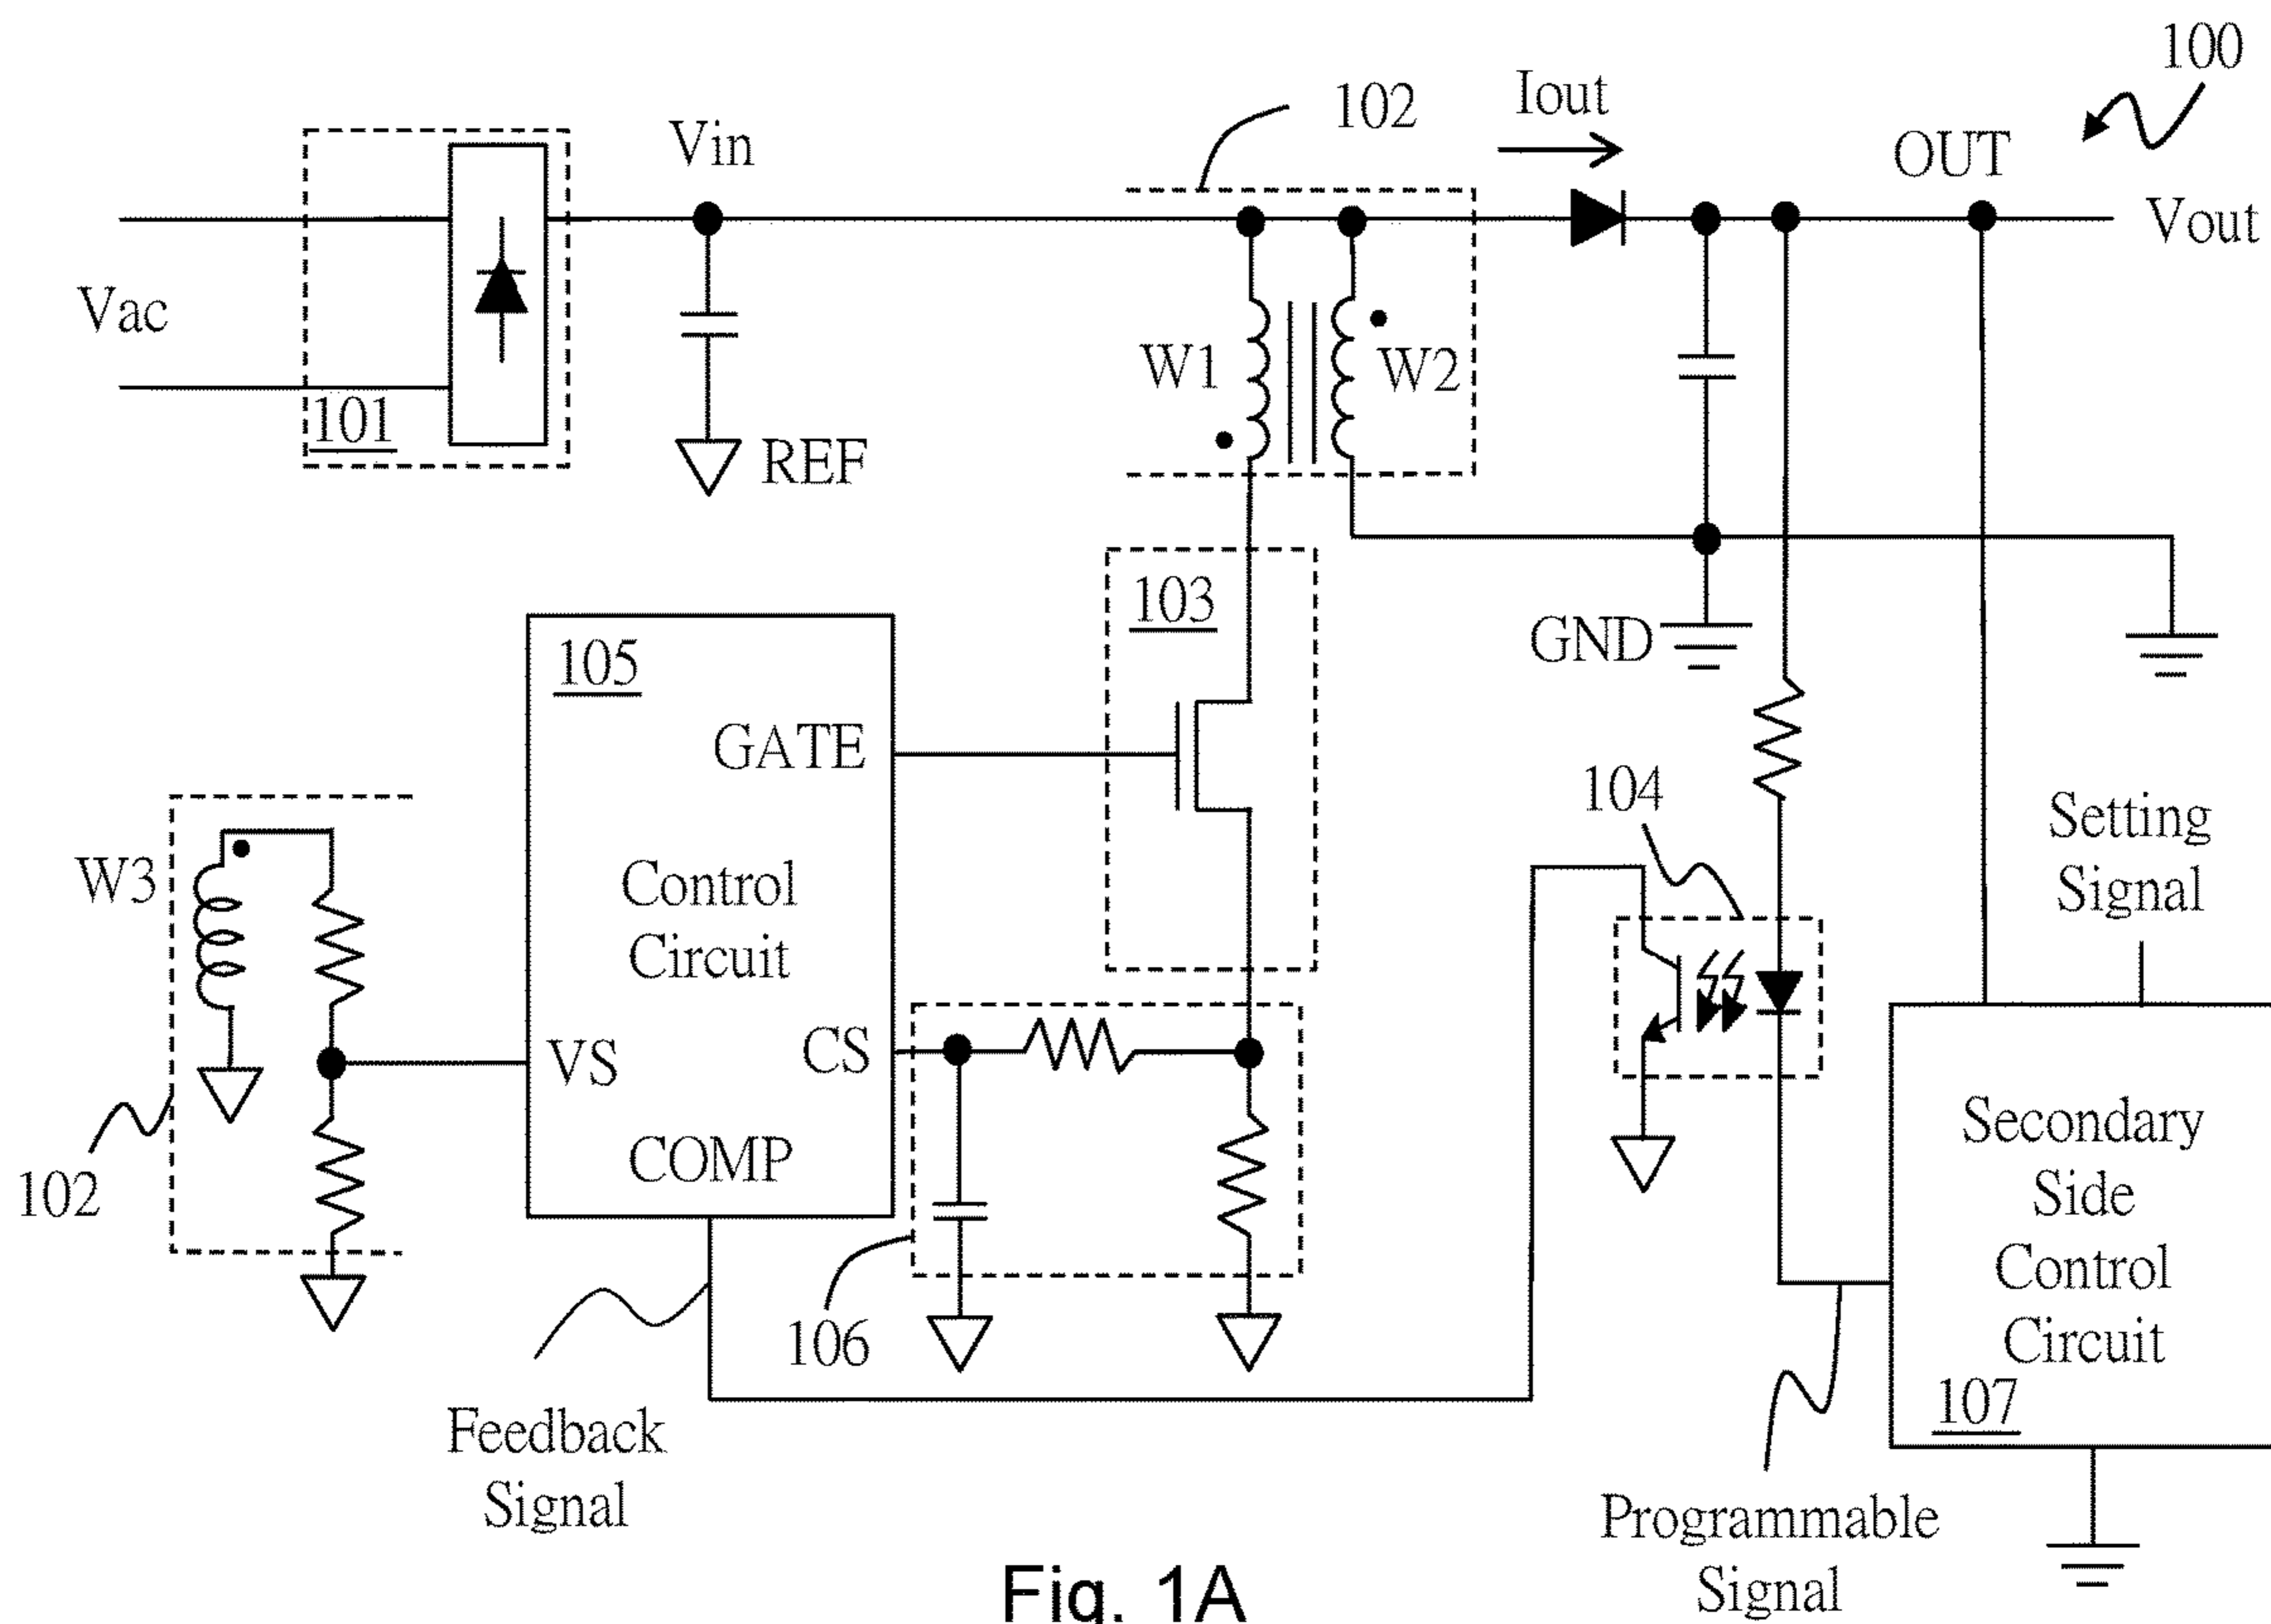 100
102
Iout
Vin
OUT
Vout
Vac
W1
W2
101
REF
103
GND
105
GATE
104
Setting
Signal
W3
Control
Circuit
VS
CS
COMP
102
106
Secondary
Side
Control
Circuit
107
Feedback
Signal
Programmable
Signal
Fig. 1A